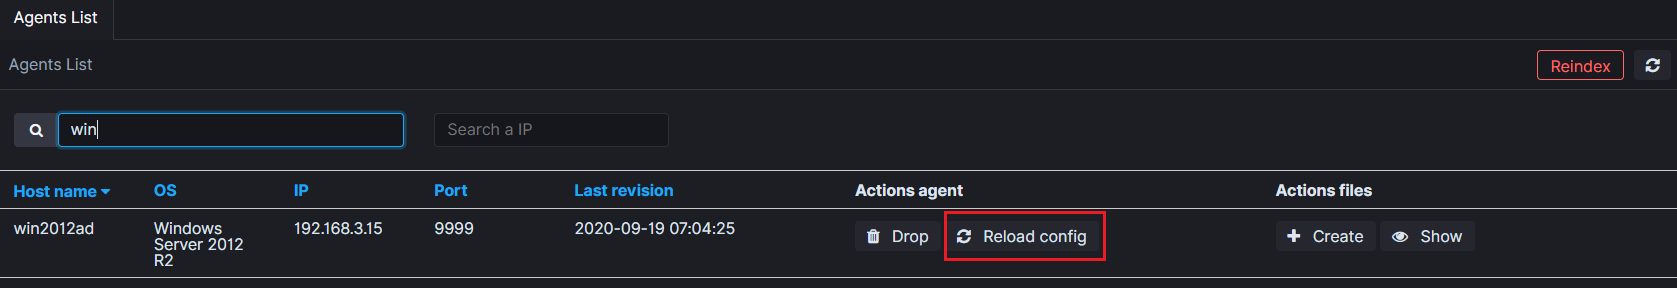 Agents List
Agents List
Reindex
win
Search a IP
Host name OS IP Port Last revision Actions agent Actions files
win2012ad Windows Server 2012 R2 192.168.3.15 9999 2020-09-19 07:04:25 Drop Reload config Create Show